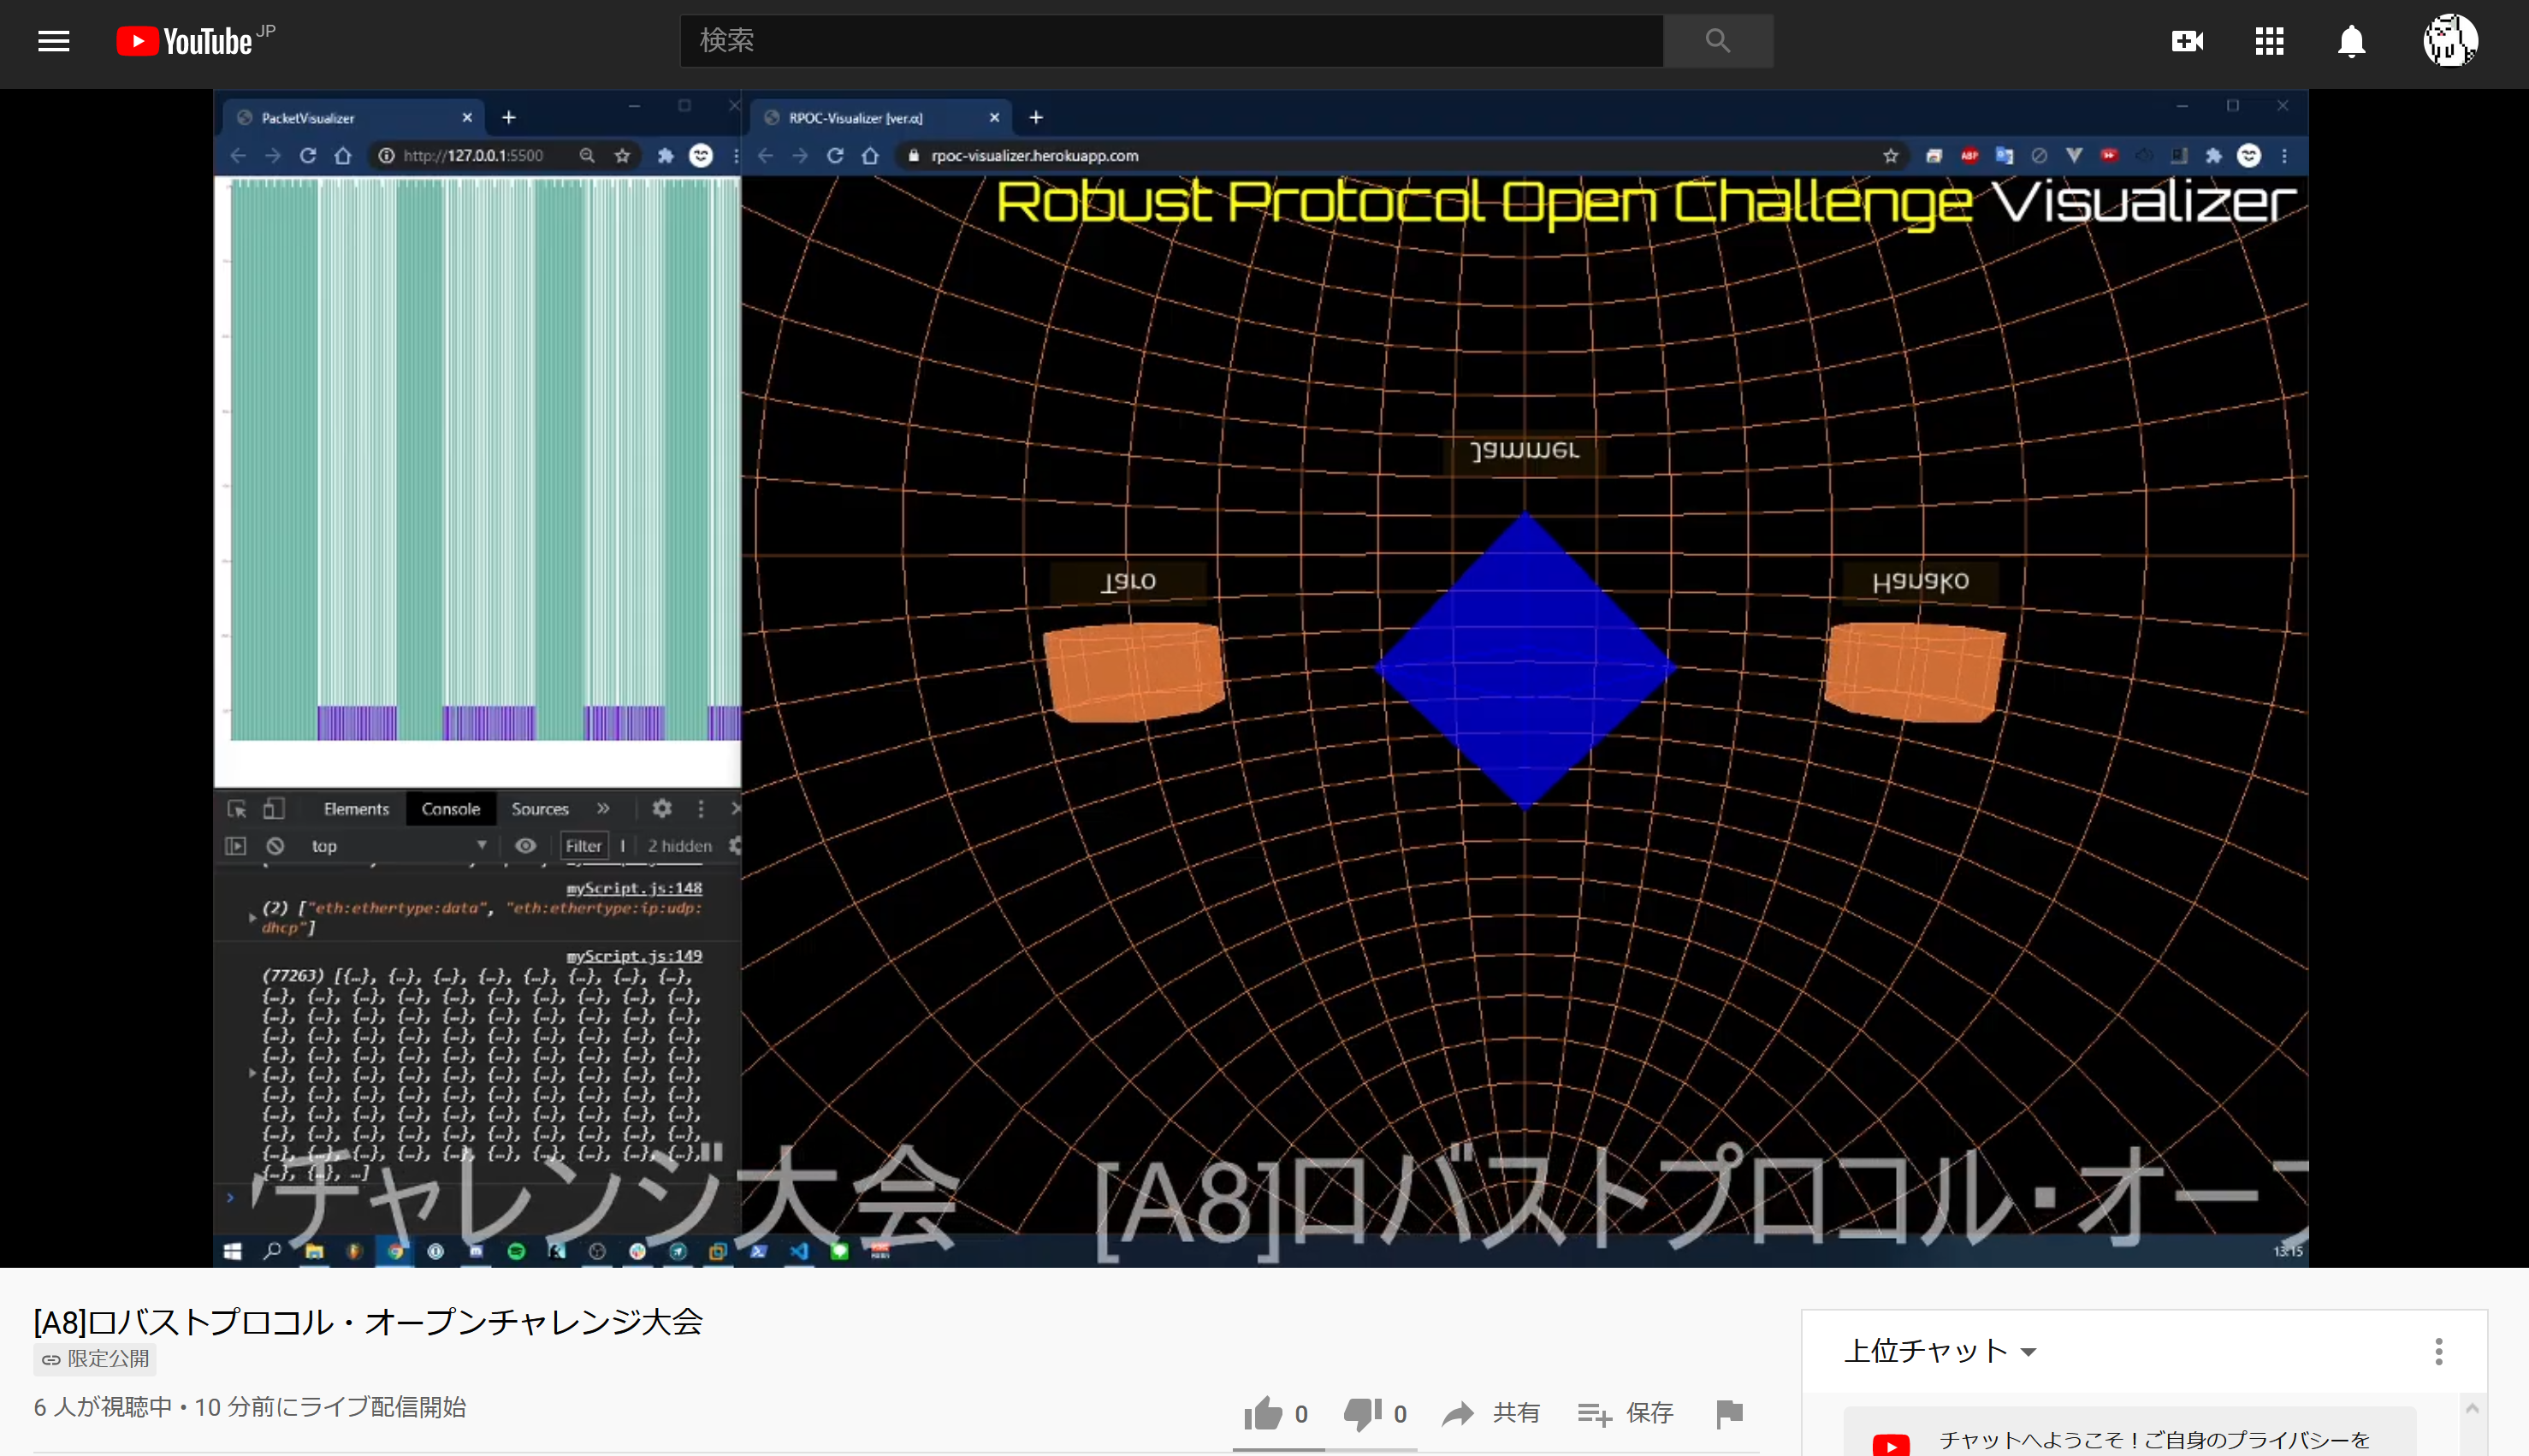 YouTube JP
検索
PacketVisualizer
RPOC-Visualizer [ver.α]
http://127.0.0.1:5500
rpoc-visualizer.herokuapp.com
ABP
Robust Protocol Open Challenge Visualizer
Jammer
Taro
Hanako
Elements Console Sources
top Filter 2 hidden
myScript.js:148
(2) ["eth:ethertype:data", "eth:ethertype:ip:udp:
dhcp"]
myScript.js:149
(77263) [{…}, {…}, {…}, {…}, {…}, {…}, {…}, {…},
{…}, {…}, {…}, {…}, {…}, {…}, {…}, {…}, {…}, {…},
{…}, {…}, {…}, {…}, {…}, {…}, {…}, {…}, {…}, {…},
{…}, {…}, {…}, {…}, {…}, {…}, {…}, {…}, {…}, {…},
{…}, {…}, {…}, {…}, {…}, {…}, {…}, {…}, {…}, {…},
{…}, {…}, {…}, {…}, {…}, {…}, {…}, {…}, {…}, {…},
{…}, {…}, {…}, {…}, {…}, {…}, {…}, {…}, {…}, {…},
{…}, {…}, {…}, {…}, {…}, {…}, {…}, {…}, {…}, {…},
{…}, {…}, {…}, {…}, {…}, {…}, {…}, {…}, {…}, {…},
{…}, {…}, {…}, {…}, {…}, {…}, {…}, {…}, {…}, {…},
{…}, {…}, …]
チャレンジ大会 [A8]ロバストプロコル・オー
13:15
[A8]ロバストプロコル・オープンチャレンジ大会
限定公開
6 人が視聴中・10 分前にライブ配信開始
0 0 共有 保存
上位チャット
チャットへようこそ！ご自身のプライバシーを